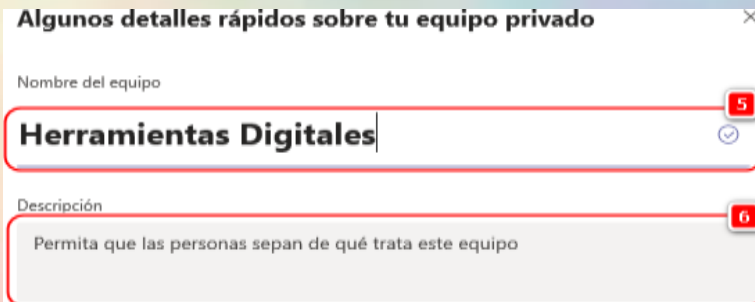 Algunos detalles rápidos sobre tu equipo privado
Nombre del equipo
5
Herramientas Digitales
Descripción
6
Permita que las personas sepan de qué trata este equipo